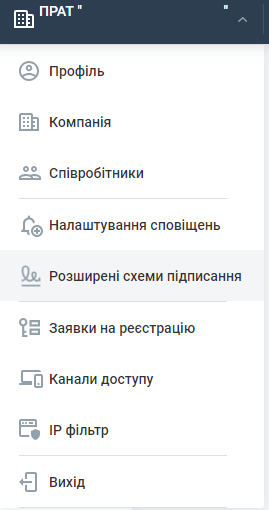 ПРАТ " "
Профіль
Компанія
Співробітники
Налаштування сповіщень
Розширені схеми підписання
Заявки на реєстрацію
Канали доступу
IP фільтр
Вихід